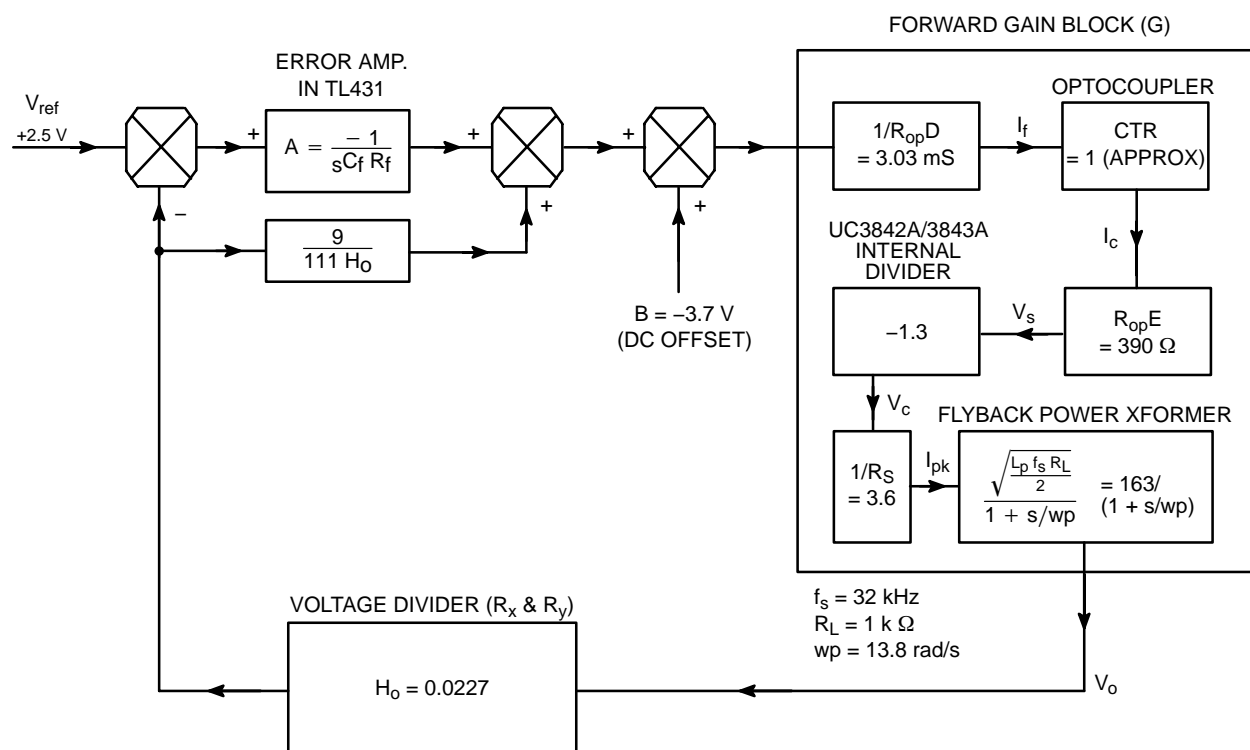 FORWARD GAIN BLOCK (G)
ERROR AMP.
IN TL431
V_ref
+2.5 V
+
A = −1 / sC_f R_f
+
+
+
−
9 / 111 H_o
+
B = −3.7 V
(DC OFFSET)
1/R_opD
= 3.03 mS
I_f
OPTOCOUPLER
CTR
= 1 (APPROX)
I_c
UC3842A/3843A
INTERNAL
DIVIDER
−1.3
V_s
R_opE
= 390 Ω
V_c
FLYBACK POWER XFORMER
1/R_S
= 3.6
I_pk
√(L_p f_s R_L / 2) / 1 + s/wp = 163/
(1 + s/wp)
f_s = 32 kHz
R_L = 1 k Ω
wp = 13.8 rad/s
VOLTAGE DIVIDER (R_x & R_y)
H_o = 0.0227
V_o